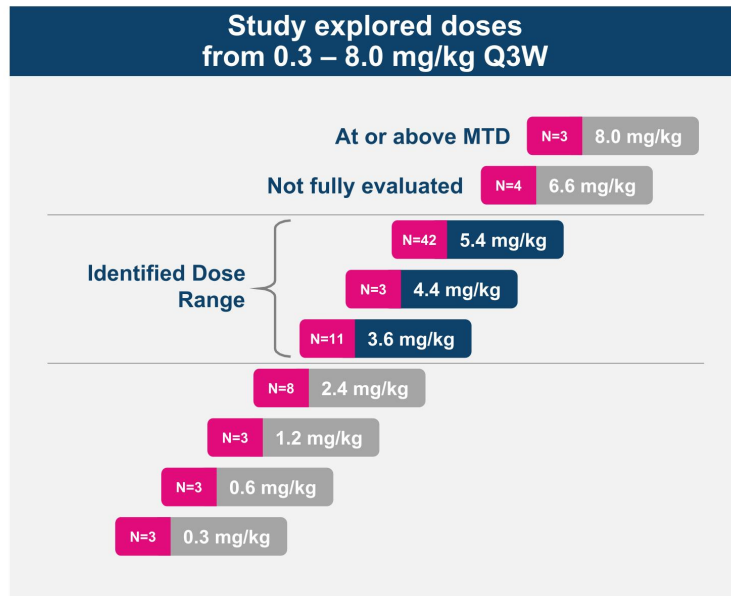 Study explored doses
from 0.3 – 8.0 mg/kg Q3W
At or above MTD N=3 8.0 mg/kg
Not fully evaluated N=4 6.6 mg/kg
N=42 5.4 mg/kg
Identified Dose
Range
N=3 4.4 mg/kg
N=11 3.6 mg/kg
N=8 2.4 mg/kg
N=3 1.2 mg/kg
N=3 0.6 mg/kg
N=3 0.3 mg/kg